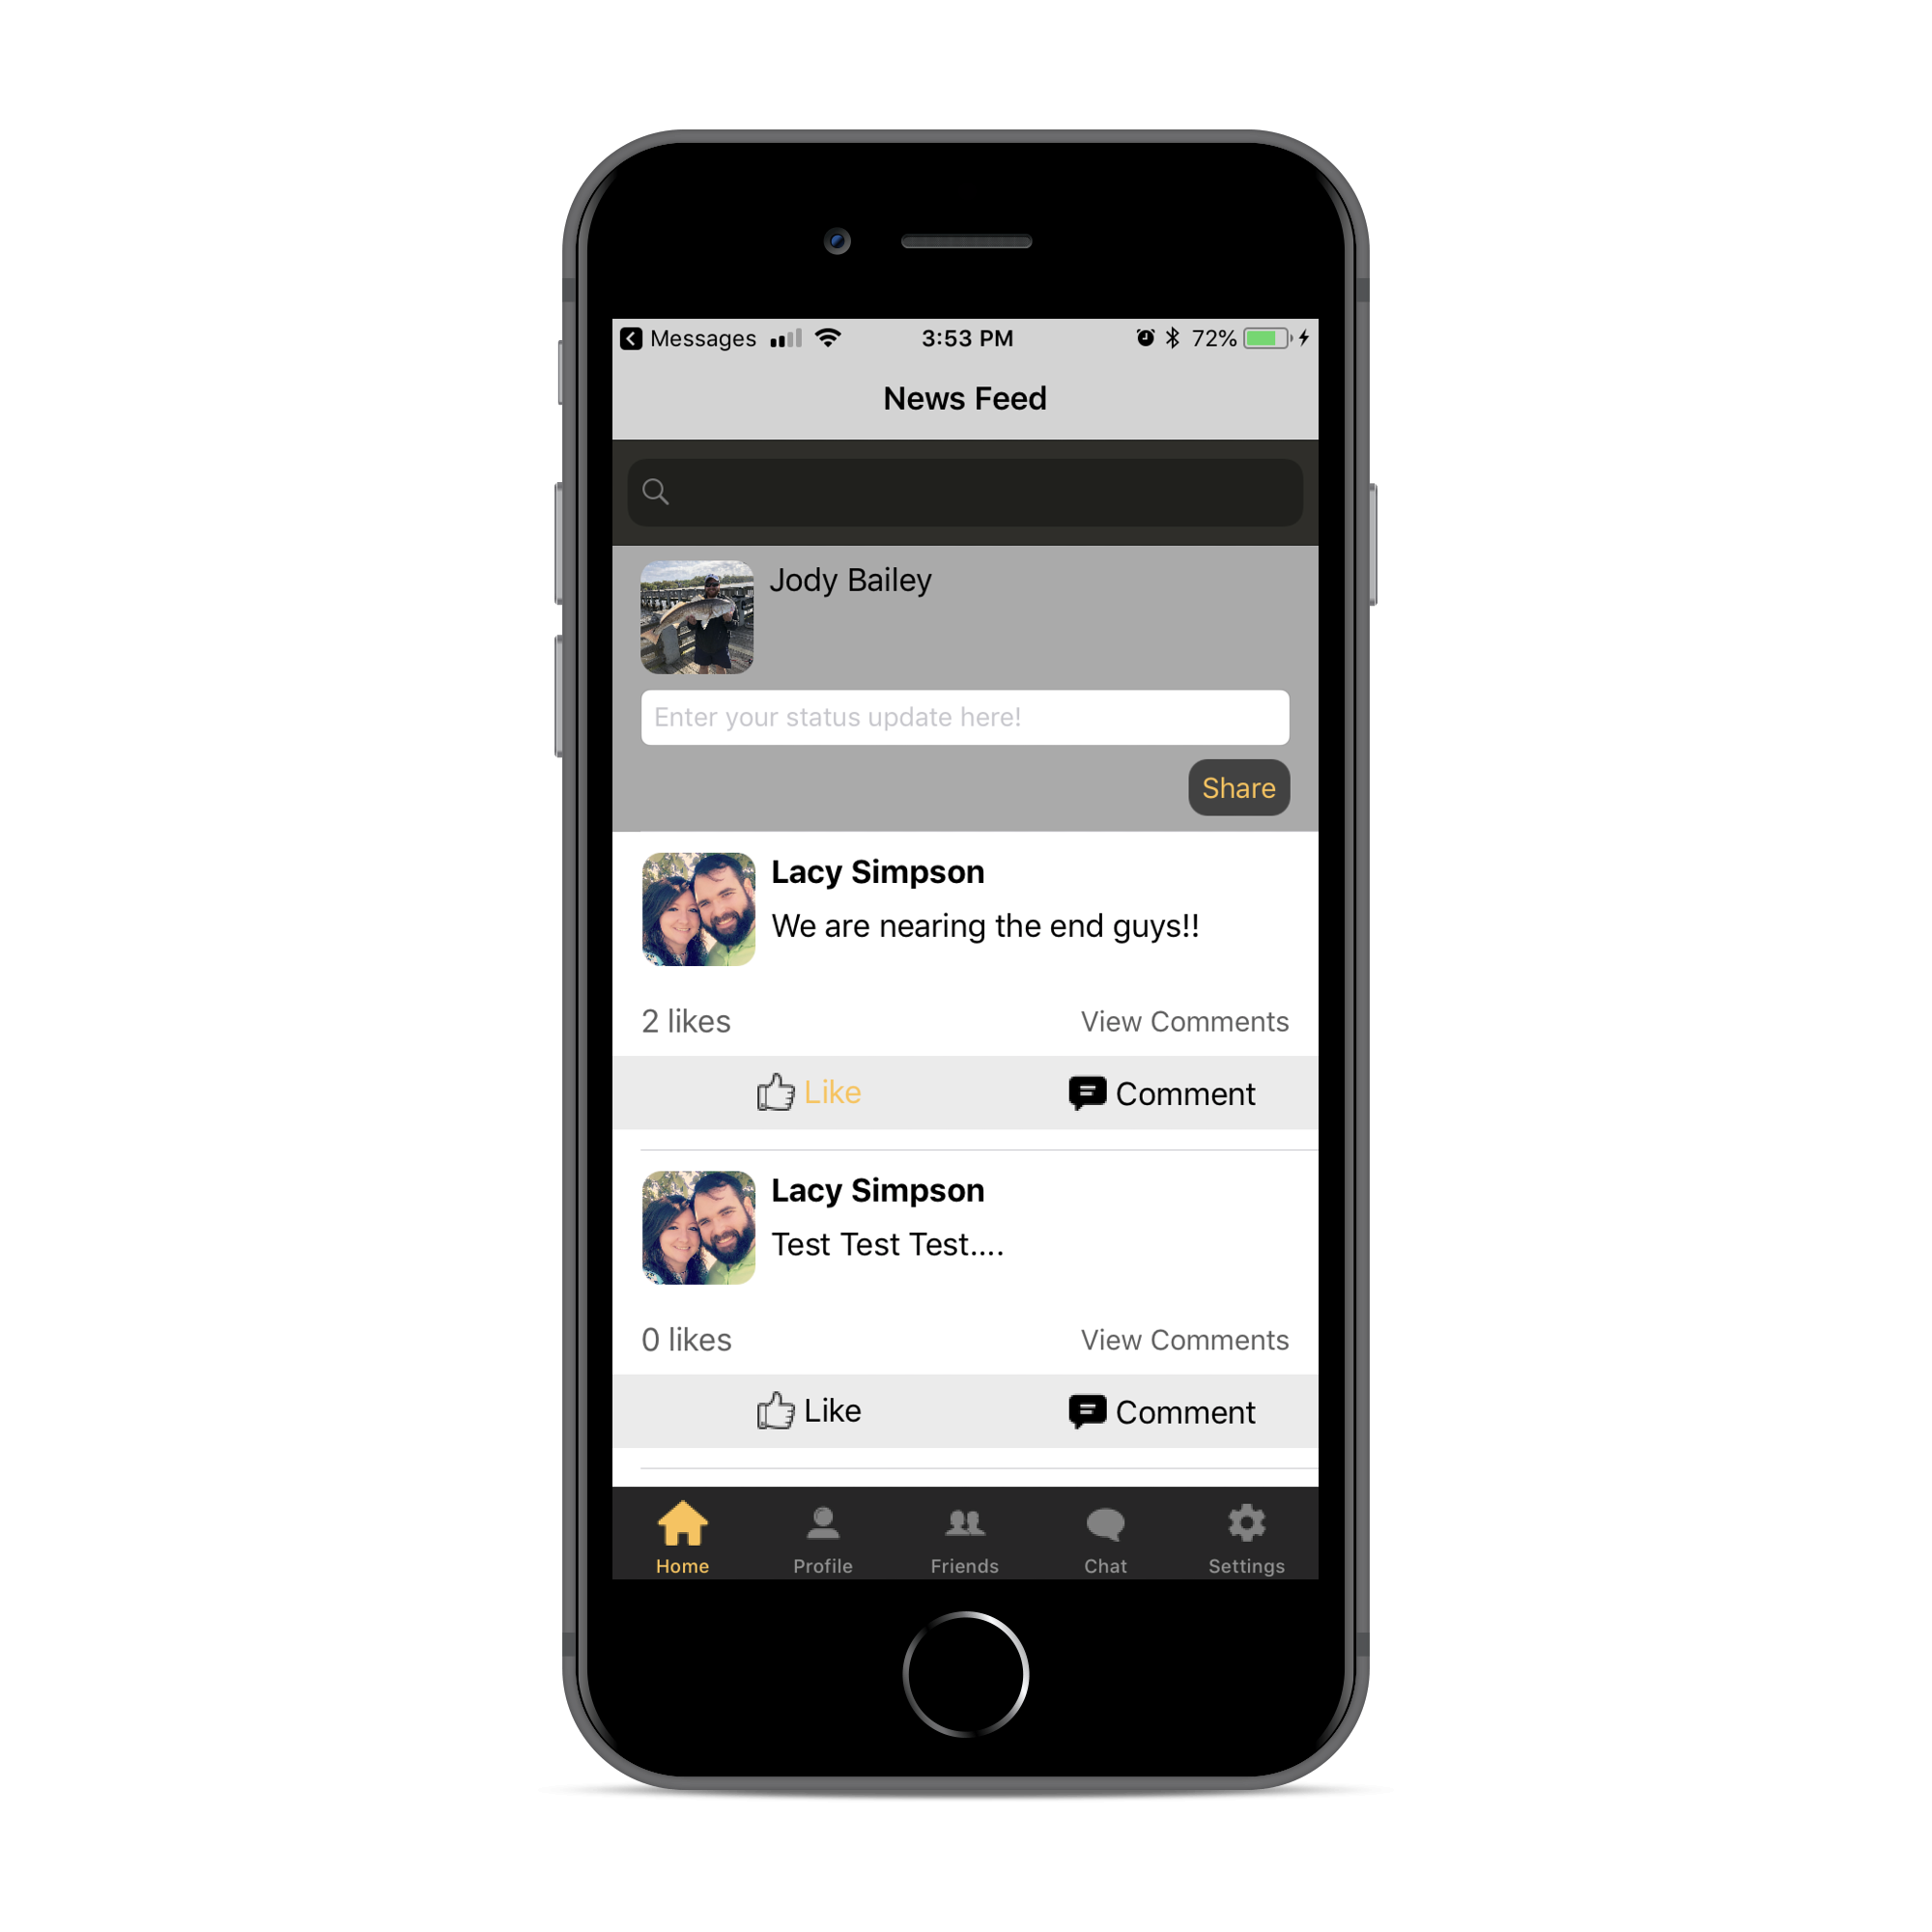 Messages 3:53 PM 72%
News Feed
Jody Bailey
Enter your status update here!
Share
Lacy Simpson
We are nearing the end guys!!
2 likes View Comments
Like Comment
Lacy Simpson
Test Test Test....
0 likes View Comments
Like Comment
Home Profile Friends Chat Settings